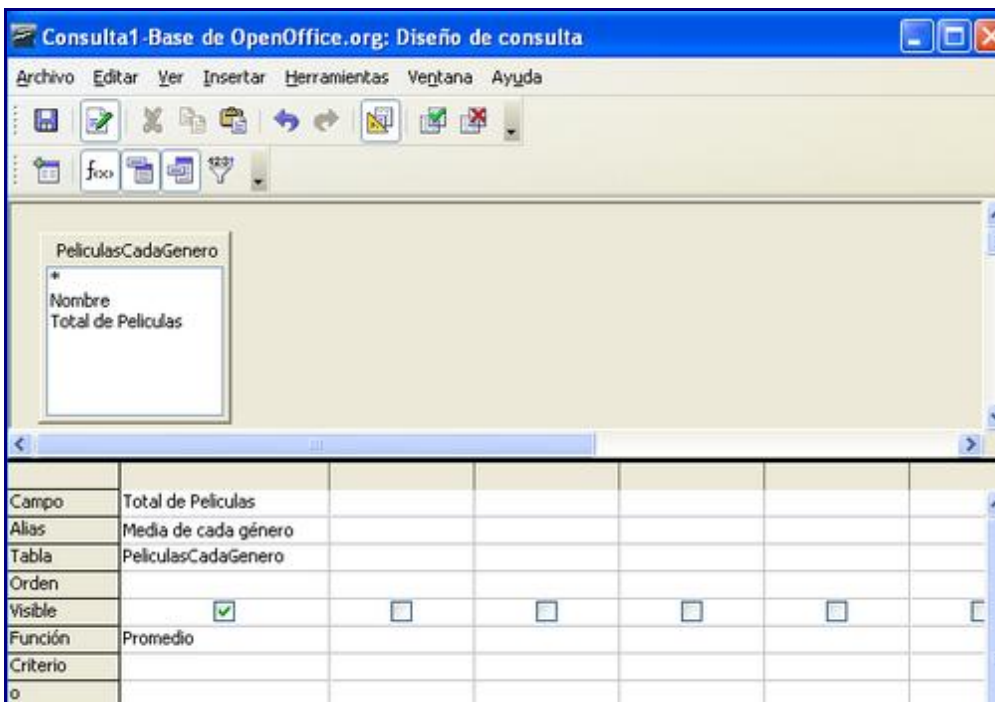 Consulta1-Base de OpenOffice.org: Diseño de consulta
Archivo Editar Ver Insertar Herramientas Ventana Ayuda
f(x)
PeliculasCadaGenero
*
Nombre
Total de Peliculas
Campo Total de Peliculas
Alias Media de cada género
Tabla PeliculasCadaGenero
Orden
Visible
Función Promedio
Criterio
o